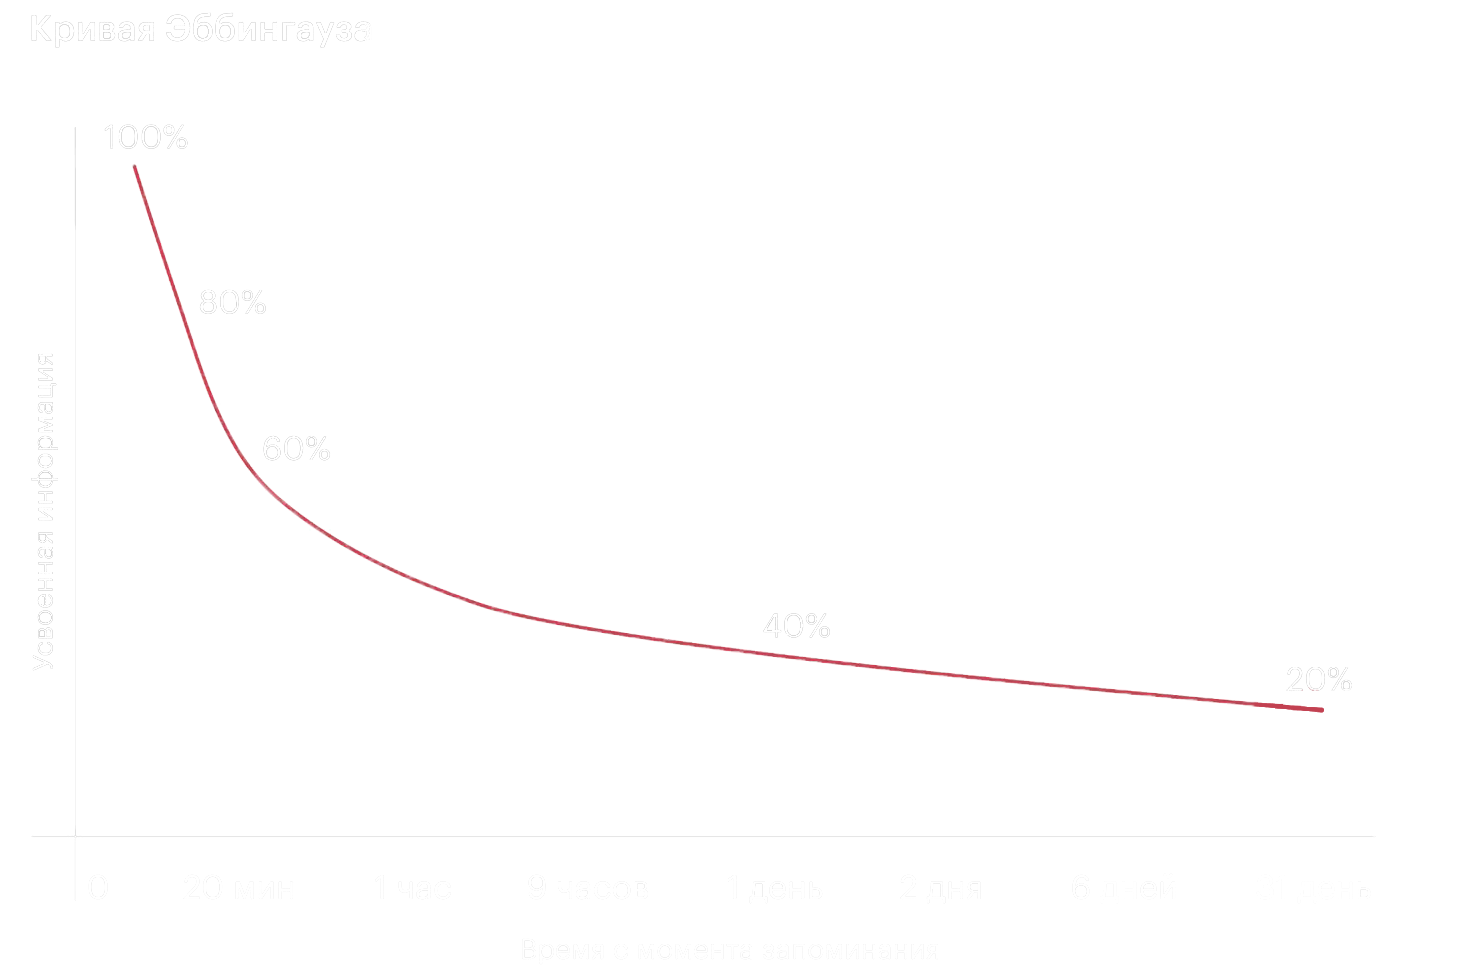 Кривая Эббингауза
100%
80%
60%
40%
20%
Усвоенная информация
0
20 мин
1 час
9 часов
1 день
2 дня
6
Время с момента запоминания